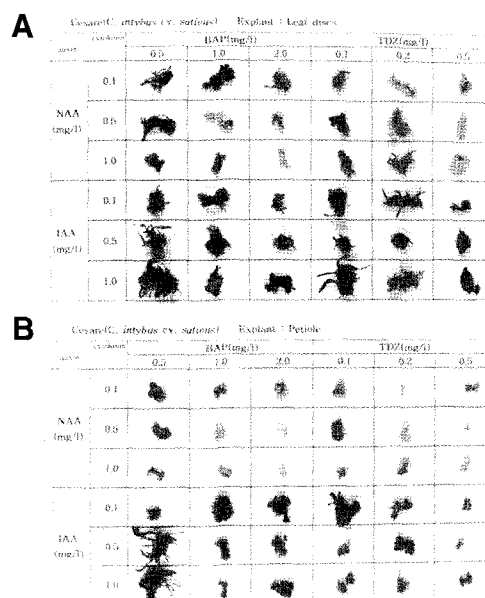 A
Cesare(C. intybus cv. sativus) Explant : Leaf discs
cytokinin BAP(mg/l) TDZ(mg/l)
auxin 0.5 1.0 2.0 0.1 0.2 0.5
0.1
NAA 0.5
(mg/l)
1.0
0.1
IAA 0.5
(mg/l)
1.0
B
Cesare(C. intybus cv. sativus) Explant : Petiole
cytokinin BAP(mg/l) TDZ(mg/l)
auxin 0.5 1.0 2.0 0.1 0.2 0.5
0.1
NAA 0.5
(mg/l)
1.0
0.1
IAA 0.5
(mg/l)
1.0